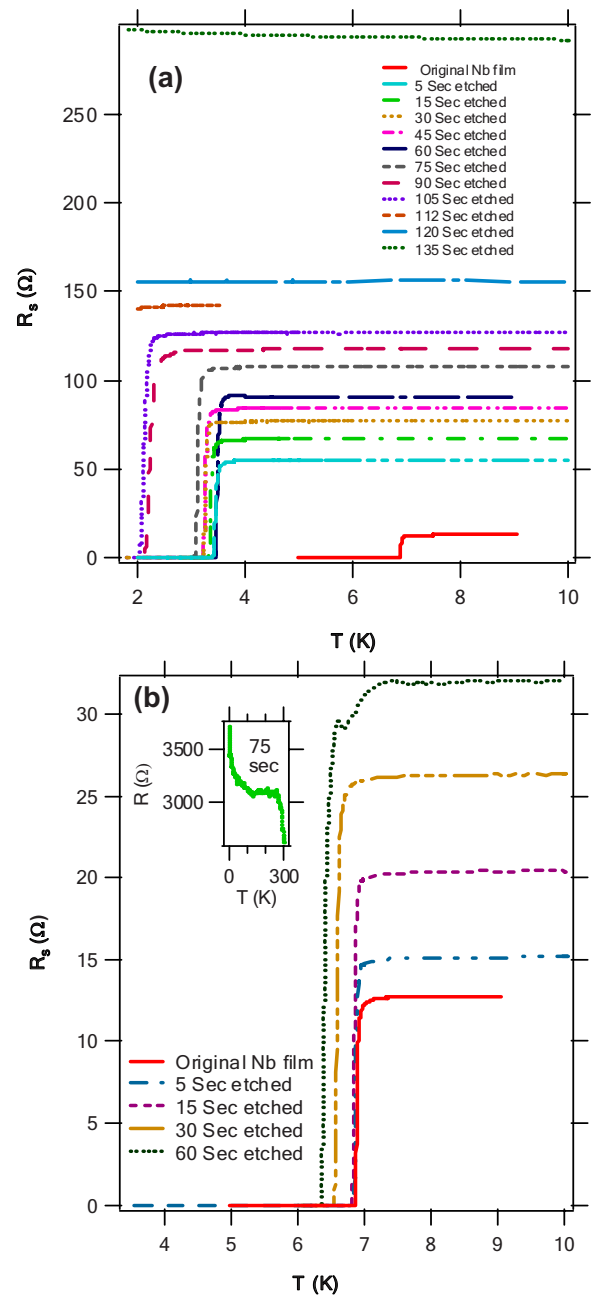 (a)
Original Nb film
5 Sec etched
15 Sec etched
30 Sec etched
45 Sec etched
60 Sec etched
75 Sec etched
90 Sec etched
105 Sec etched
112 Sec etched
120 Sec etched
135 Sec etched
250
200
150
100
50
0
Rs (Ω)
2 4 6 8 10
T (K)
(b)
30
25
20
15
10
5
0
Rs (Ω)
75
sec
3500
3000
R (Ω)
0 300
T (K)
Original Nb film
5 Sec etched
15 Sec etched
30 Sec etched
60 Sec etched
4 5 6 7 8 9 10
T (K)